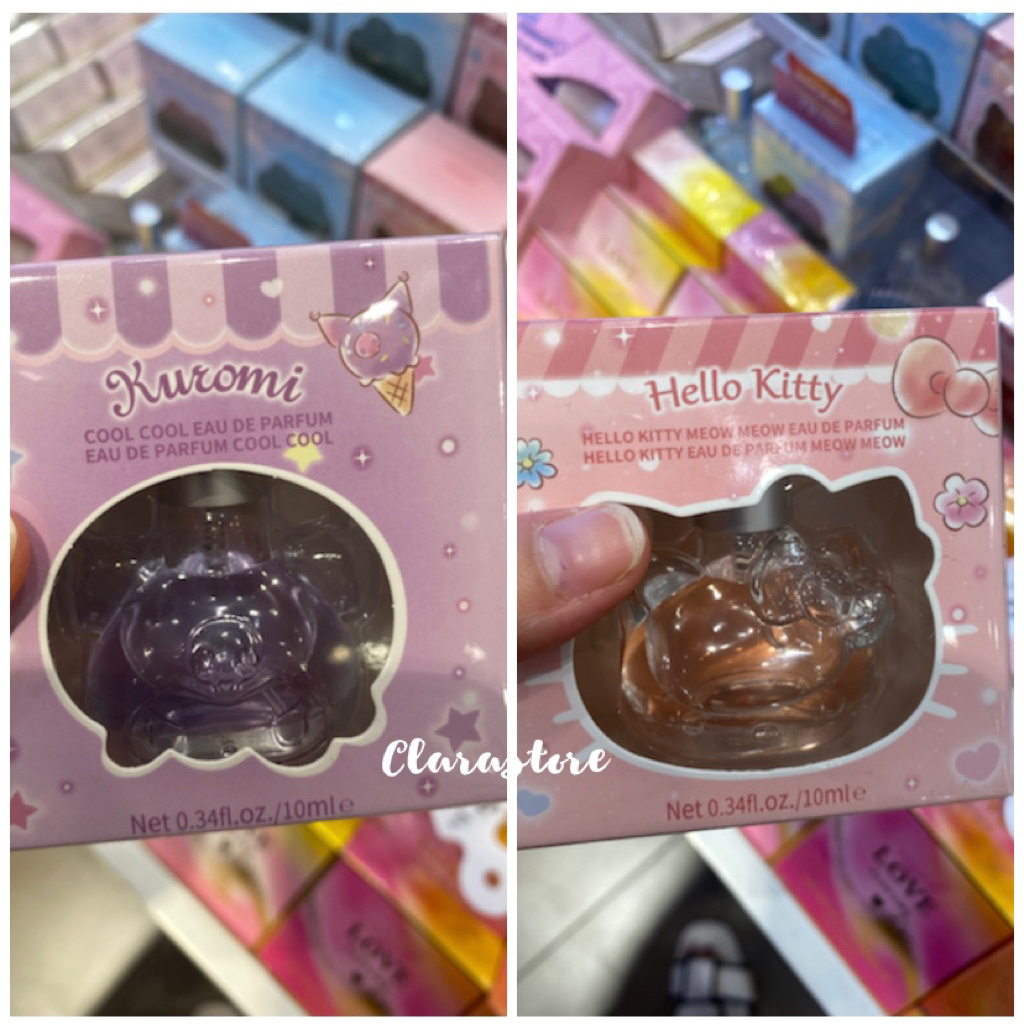 Kuromi
COOL COOL EAU DE PARFUM
EAU DE PARFUM COOL COOL
Net 0.34fl.oz./10ml e
Hello Kitty
HELLO KITTY MEOW MEOW EAU DE PARFUM
HELLO KITTY EAU DE PARFUM MEOW MEOW
Net 0.34fl.oz./10ml e
Clarastore
LOVE
LOVE